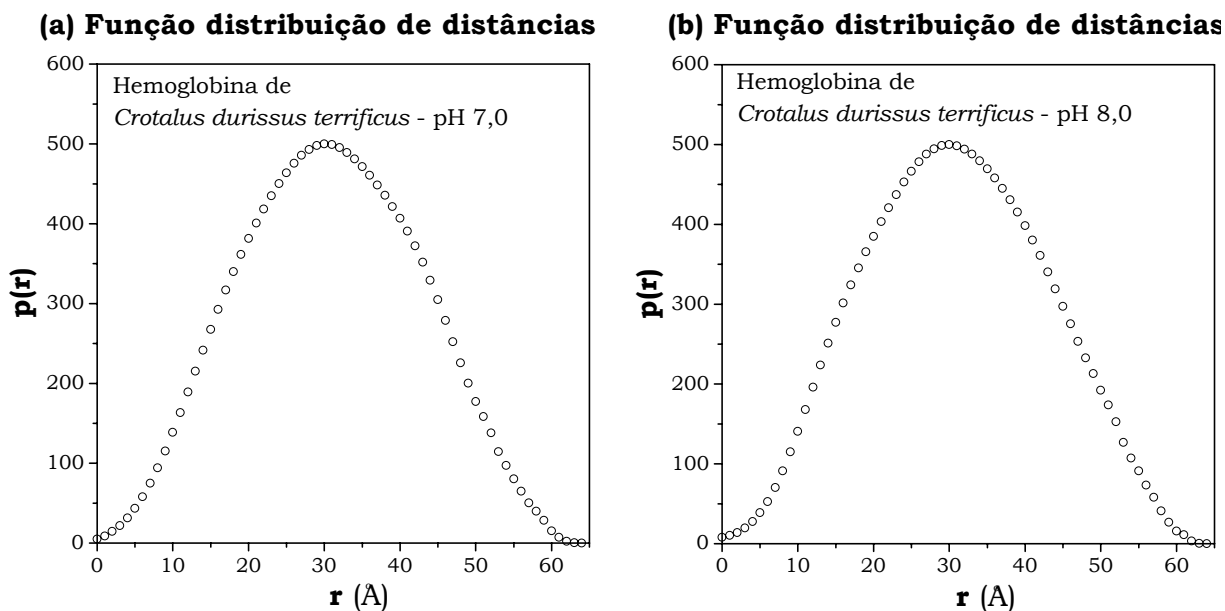 (a) Função distribuição de distâncias
600
500
400
300
200
100
0
p(r)
Hemoglobina de
Crotalus durissus terrificus - pH 7,0
0 10 20 30 40 50 60
r (Å)
(b) Função distribuição de distâncias
600
500
400
300
200
100
0
p(r)
Hemoglobina de
Crotalus durissus terrificus - pH 8,0
0 10 20 30 40 50 60
r (Å)